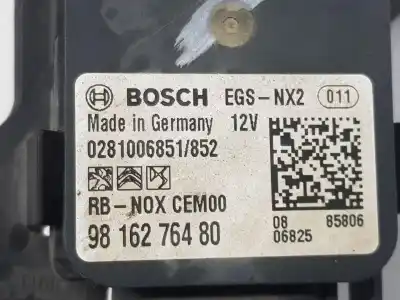 BOSCH EGS-NX2 011
Made in Germany 12V
0281006851/852
RB-NOX CEM00
98 162 764 80
08 85806
06825